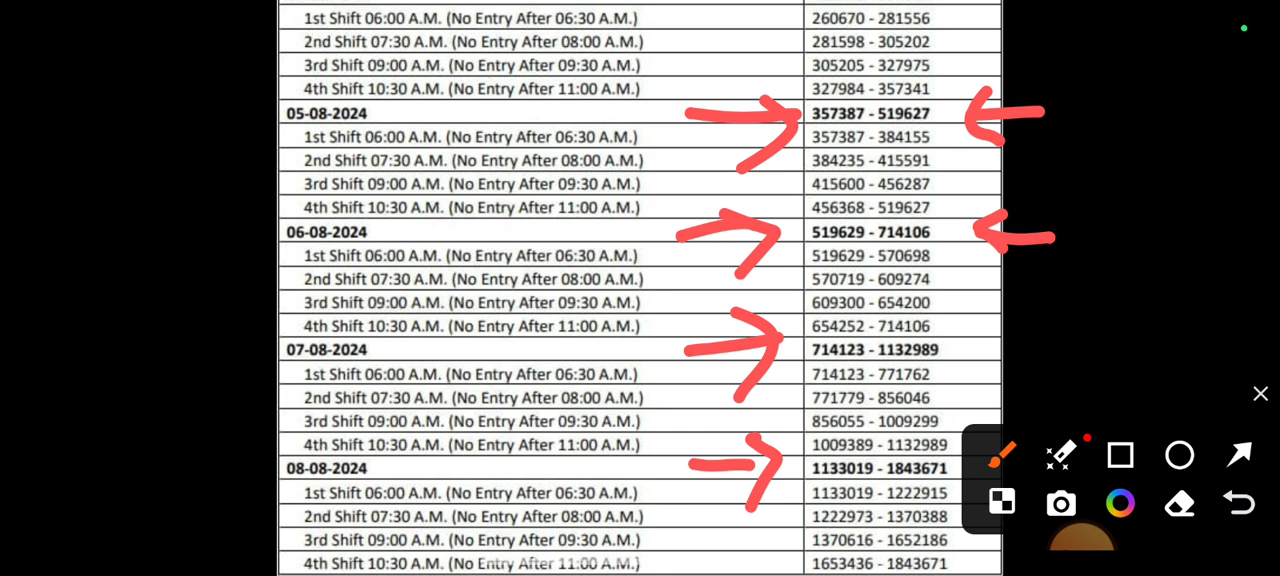 1st Shift 06:00 A.M. (No Entry After 06:30 A.M.) 260670 - 281556
2nd Shift 07:30 A.M. (No Entry After 08:00 A.M.) 281598 - 305202
3rd Shift 09:00 A.M. (No Entry After 09:30 A.M.) 305205 - 327975
4th Shift 10:30 A.M. (No Entry After 11:00 A.M.) 327984 - 357341
05-08-2024 357387 - 519627
1st Shift 06:00 A.M. (No Entry After 06:30 A.M.) 357387 - 384155
2nd Shift 07:30 A.M. (No Entry After 08:00 A.M.) 384235 - 415591
3rd Shift 09:00 A.M. (No Entry After 09:30 A.M.) 415600 - 456287
4th Shift 10:30 A.M. (No Entry After 11:00 A.M.) 456368 - 519627
06-08-2024 519629 - 714106
1st Shift 06:00 A.M. (No Entry After 06:30 A.M.) 519629 - 570698
2nd Shift 07:30 A.M. (No Entry After 08:00 A.M.) 570719 - 609274
3rd Shift 09:00 A.M. (No Entry After 09:30 A.M.) 609300 - 654200
4th Shift 10:30 A.M. (No Entry After 11:00 A.M.) 654252 - 714106
07-08-2024 714123 - 1132989
1st Shift 06:00 A.M. (No Entry After 06:30 A.M.) 714123 - 771762
2nd Shift 07:30 A.M. (No Entry After 08:00 A.M.) 771779 - 856046
3rd Shift 09:00 A.M. (No Entry After 09:30 A.M.) 856055 - 1009299
4th Shift 10:30 A.M. (No Entry After 11:00 A.M.) 1009389 - 1132989
08-08-2024 1133019 - 1843671
1st Shift 06:00 A.M. (No Entry After 06:30 A.M.) 1133019 - 1222915
2nd Shift 07:30 A.M. (No Entry After 08:00 A.M.) 1222973 - 1370388
3rd Shift 09:00 A.M. (No Entry After 09:30 A.M.) 1370616 - 1652186
4th Shift 10:30 A.M. (No Entry After 11:00 A.M.) 1653436 - 1843671